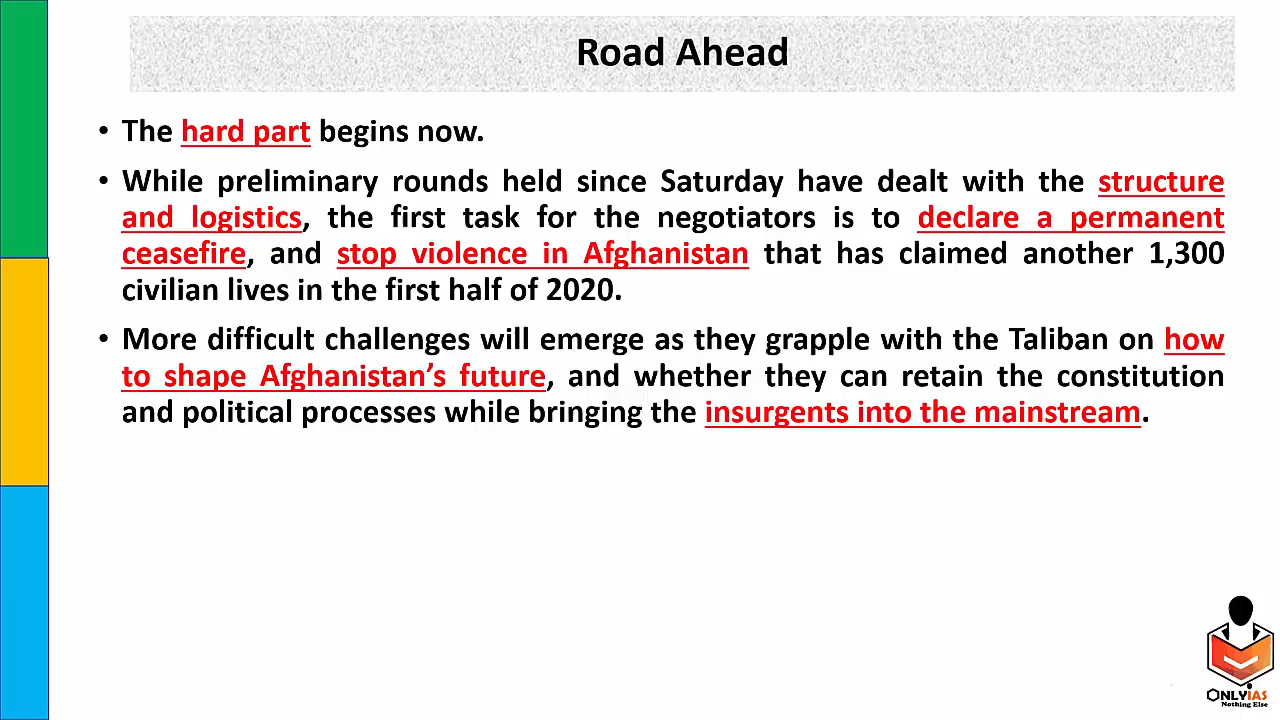 Road Ahead
• The hard part begins now.
• While preliminary rounds held since Saturday have dealt with the structure
and logistics, the first task for the negotiators is to declare a permanent
ceasefire, and stop violence in Afghanistan that has claimed another 1,300
civilian lives in the first half of 2020.
• More difficult challenges will emerge as they grapple with the Taliban on how
to shape Afghanistan’s future, and whether they can retain the constitution
and political processes while bringing the insurgents into the mainstream.
ONLYIAS
Nothing Else